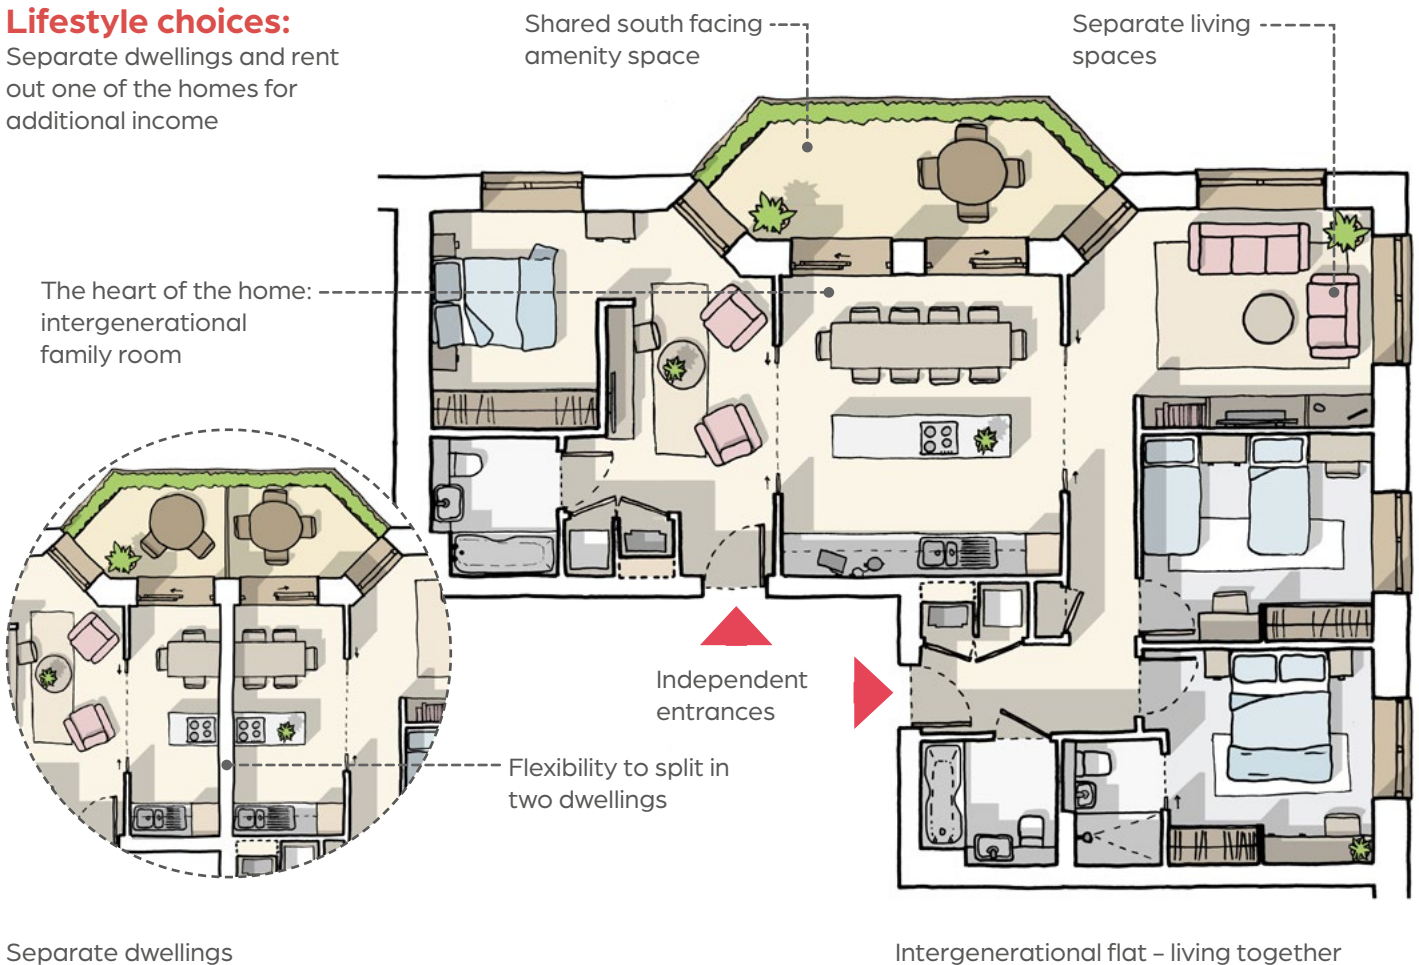 Lifestyle choices:
Separate dwellings and rent
out one of the homes for
additional income
Shared south facing
amenity space
Separate living
spaces
The heart of the home:
intergenerational
family room
Independent
entrances
Flexibility to split in
two dwellings
Separate dwellings
Intergenerational flat – living together